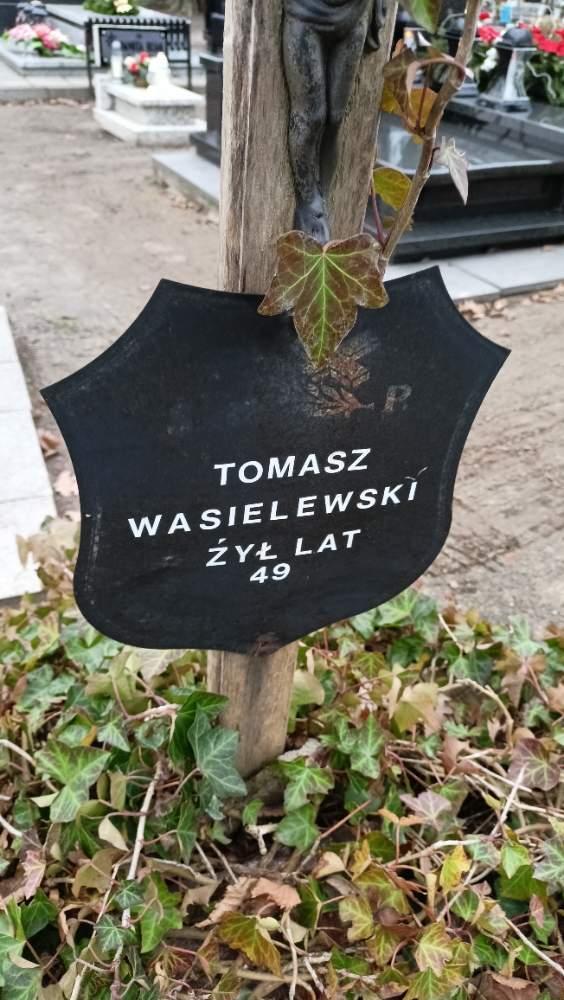 P.
TOMASZ
WASIELEWSKI
ŻYŁ LAT
49